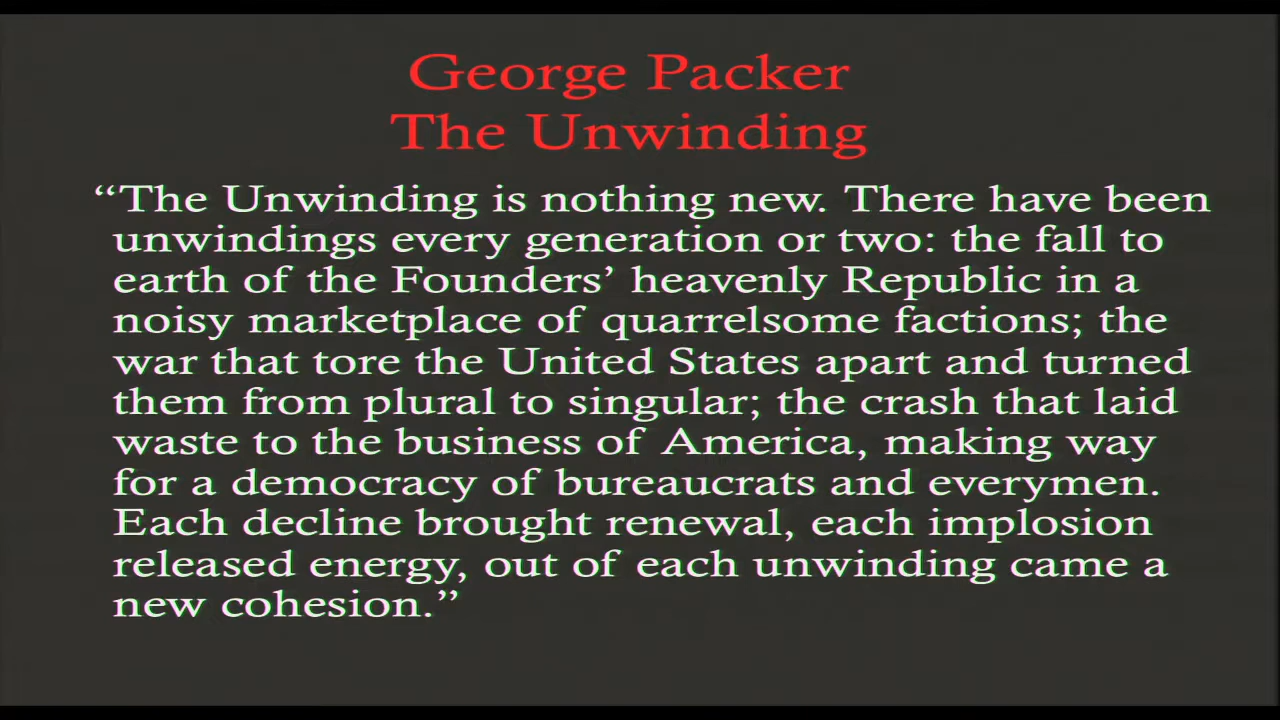 George Packer
The Unwinding
“The Unwinding is nothing new. There have been
unwindings every generation or two: the fall to
earth of the Founders’ heavenly Republic in a
noisy marketplace of quarrelsome factions; the
war that tore the United States apart and turned
them from plural to singular; the crash that laid
waste to the business of America, making way
for a democracy of bureaucrats and everymen.
Each decline brought renewal, each implosion
released energy, out of each unwinding came a
new cohesion.”